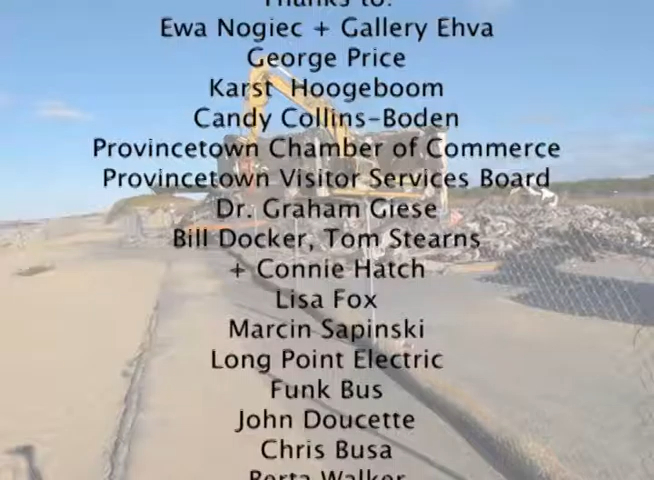 Thanks to:
Ewa Nogiec + Gallery Ehva
George Price
Karst Hoogeboom
Candy Collins-Boden
Provincetown Chamber of Commerce
Provincetown Visitor Services Board
Dr. Graham Giese
Bill Docker, Tom Stearns
+ Connie Hatch
Lisa Fox
Marcin Sapinski
Long Point Electric
Funk Bus
John Doucette
Chris Busa
Berta Walker